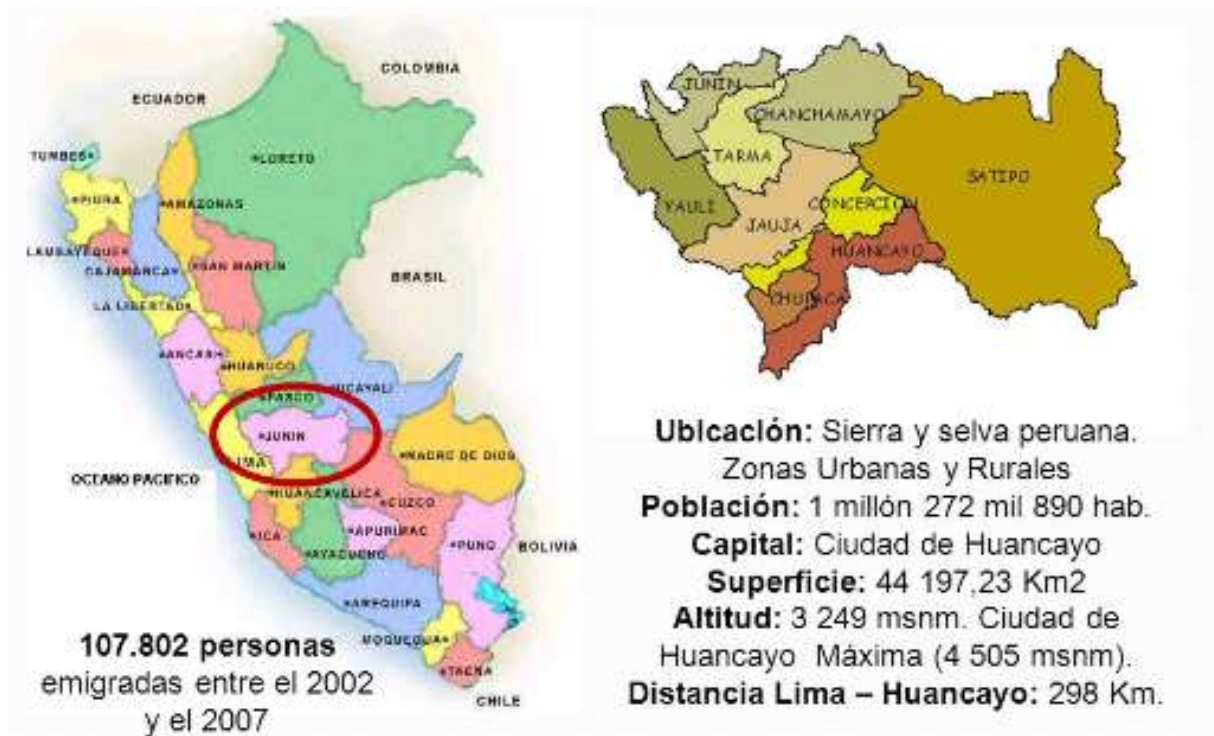 COLOMBIA
ECUADOR
TUMBES
LORETO
PIURA
AMAZONAS
LAMBAYEQUE
CAJAMARCA
SAN MARTIN
BRASIL
LA LIBERTAD
ANCASH
HUANUCO
UCAYALI
PASCO
JUNIN
LIMA
MADRE DE DIOS
OCEANO PACIFICO
HUANCAVELICA
CUZCO
ICA
APURIMAC
AYACUCHO
PUNO
BOLIVIA
AREQUIPA
MOQUEGUA
TACNA
CHILE
107.802 personas
emigradas entre el 2002
y el 2007
JUNIN
CHANCHAMAYO
TARMA
SATIPO
YAULI
CONCEPCIÓN
JAUJA
HUANCAYO
CHUPACA
Ubicación: Sierra y selva peruana.
Zonas Urbanas y Rurales
Población: 1 millón 272 mil 890 hab.
Capital: Ciudad de Huancayo
Superficie: 44 197,23 Km2
Altitud: 3 249 msnm. Ciudad de
Huancayo Máxima (4 505 msnm).
Distancia Lima – Huancayo: 298 Km.